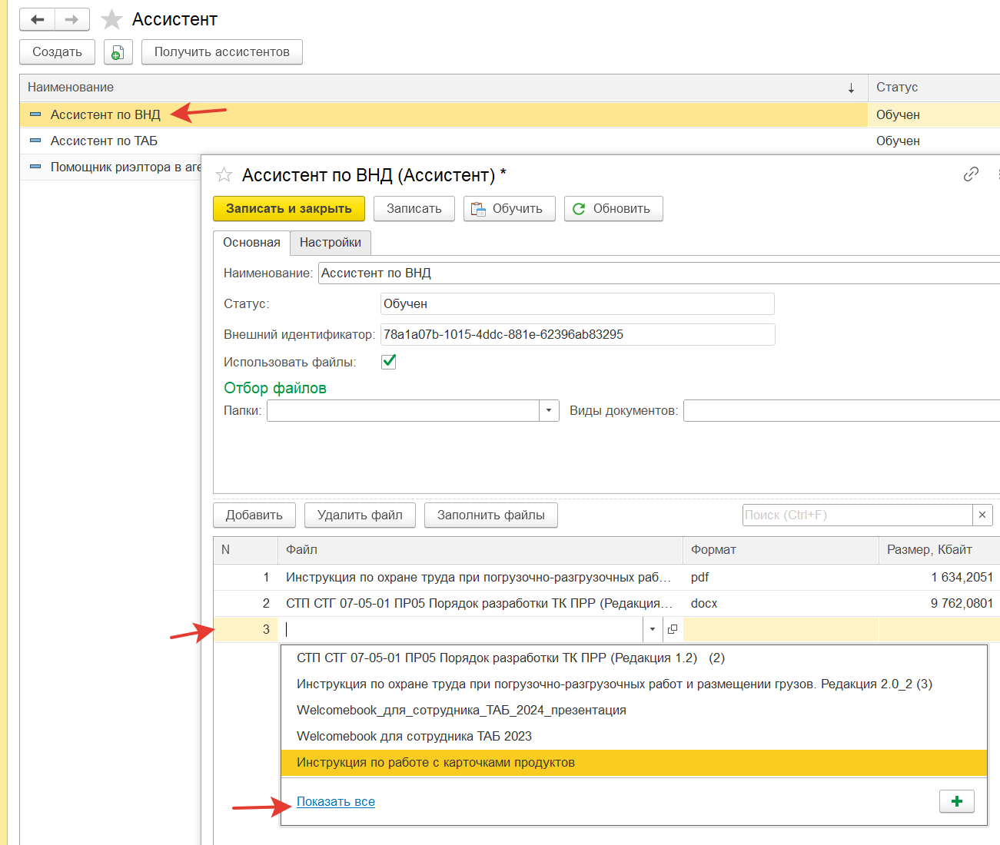 Ассистент
Создать
Получить ассистентов
Наименование ↓ Статус
Ассистент по ВНД Обучен
Ассистент по ТАБ Обучен
Помощник риэлтора в аге
Ассистент по ВНД (Ассистент) *
Записать и закрыть Записать Обучить Обновить
Основная Настройки
Наименование: Ассистент по ВНД
Статус: Обучен
Внешний идентификатор: 78a1a07b-1015-4ddc-881e-62396ab83295
Использовать файлы:
Отбор файлов
Папки: Виды документов:
Добавить Удалить файл Заполнить файлы Поиск (Ctrl+F) ×
N Файл Формат Размер, Кбайт
1 Инструкция по охране труда при погрузочно-разгрузочных раб... pdf 1 634,2051
2 СТП СТГ 07-05-01 ПР05 Порядок разработки ТК ПРР (Редакция... docx 9 762,0801
3
СТП СТГ 07-05-01 ПР05 Порядок разработки ТК ПРР (Редакция 1.2) (2)
Инструкция по охране труда при погрузочно-разгрузочных работ и размещении грузов. Редакция 2.0_2 (3)
Welcomebook_для_сотрудника_ТАБ_2024_презентация
Welcomebook для сотрудника ТАБ 2023
Инструкция по работе с карточками продуктов
Показать все